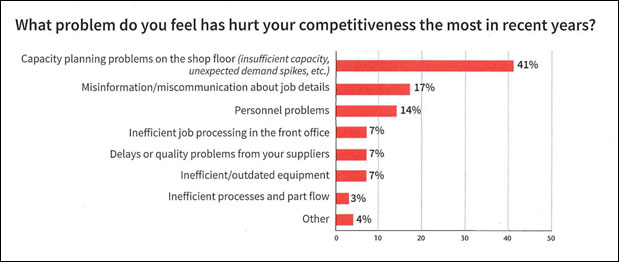 What problem do you feel has hurt your competitiveness the most in recent years?
Capacity planning problems on the shop floor (insufficient capacity,
unexpected demand spikes, etc.)
41%
Misinformation/miscommunication about job details
17%
Personnel problems
14%
Inefficient job processing in the front office
7%
Delays or quality problems from your suppliers
7%
Inefficient/outdated equipment
7%
Inefficient processes and part flow
3%
Other
4%
0 10 20 30 40 50